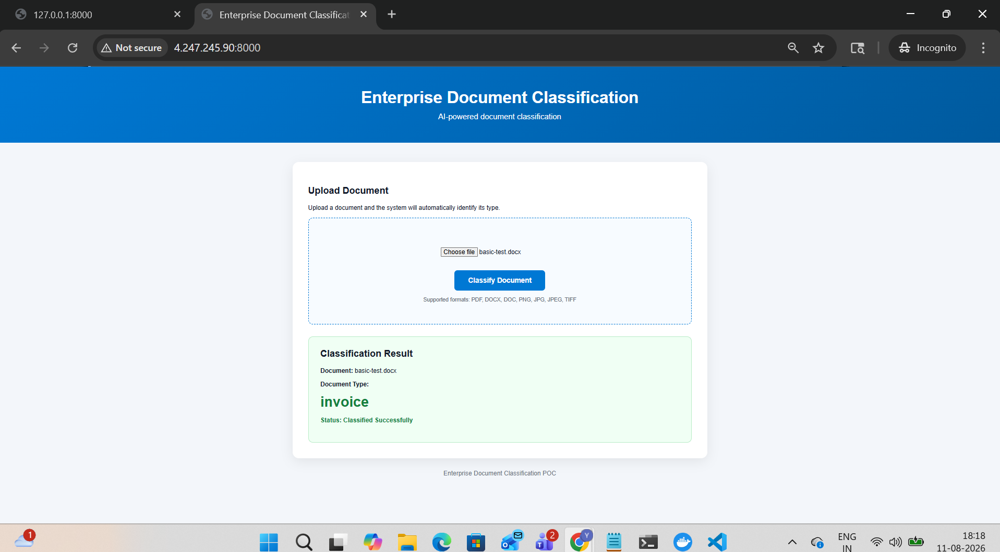 127.0.0.1:8000
Enterprise Document Classificat
Not secure
4.247.245.90:8000
Incognito
Enterprise Document Classification
AI-powered document classification
Upload Document
Upload a document and the system will automatically identify its type.
Choose file basic-test.docx
Classify Document
Supported formats: PDF, DOCX, DOC, PNG, JPG, JPEG, TIFF
Classification Result
Document: basic-test.docx
Document Type:
invoice
Status: Classified Successfully
Enterprise Document Classification POC
1
2
Y
ENG
IN
18:18
11-08-2026